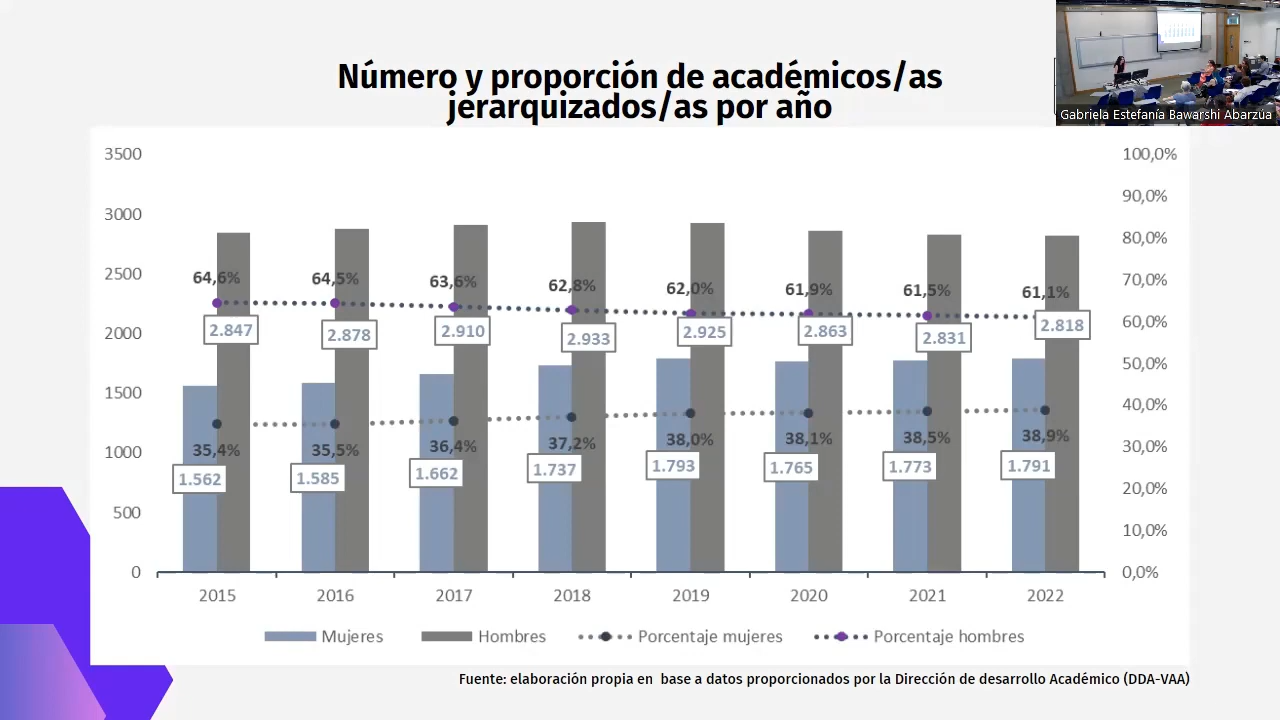 Número y proporción de académicos/as
jerarquizados/as por año
Gabriela Estefanía Bawarshi Abarzúa
3500
3000
2500
2000
1500
1000
500
0
100,0%
90,0%
80,0%
70,0%
60,0%
50,0%
40,0%
30,0%
20,0%
10,0%
0,0%
64,6% 64,5% 63,6% 62,8% 62,0% 61,9% 61,5% 61,1%
2.847 2.878 2.910 2.933 2.925 2.863 2.831 2.818
35,4% 35,5% 36,4% 37,2% 38,0% 38,1% 38,5% 38,9%
1.562 1.585 1.662 1.737 1.793 1.765 1.773 1.791
2015 2016 2017 2018 2019 2020 2021 2022
Mujeres Hombres Porcentaje mujeres Porcentaje hombres
Fuente: elaboración propia en base a datos proporcionados por la Dirección de desarrollo Académico (DDA-VAA)